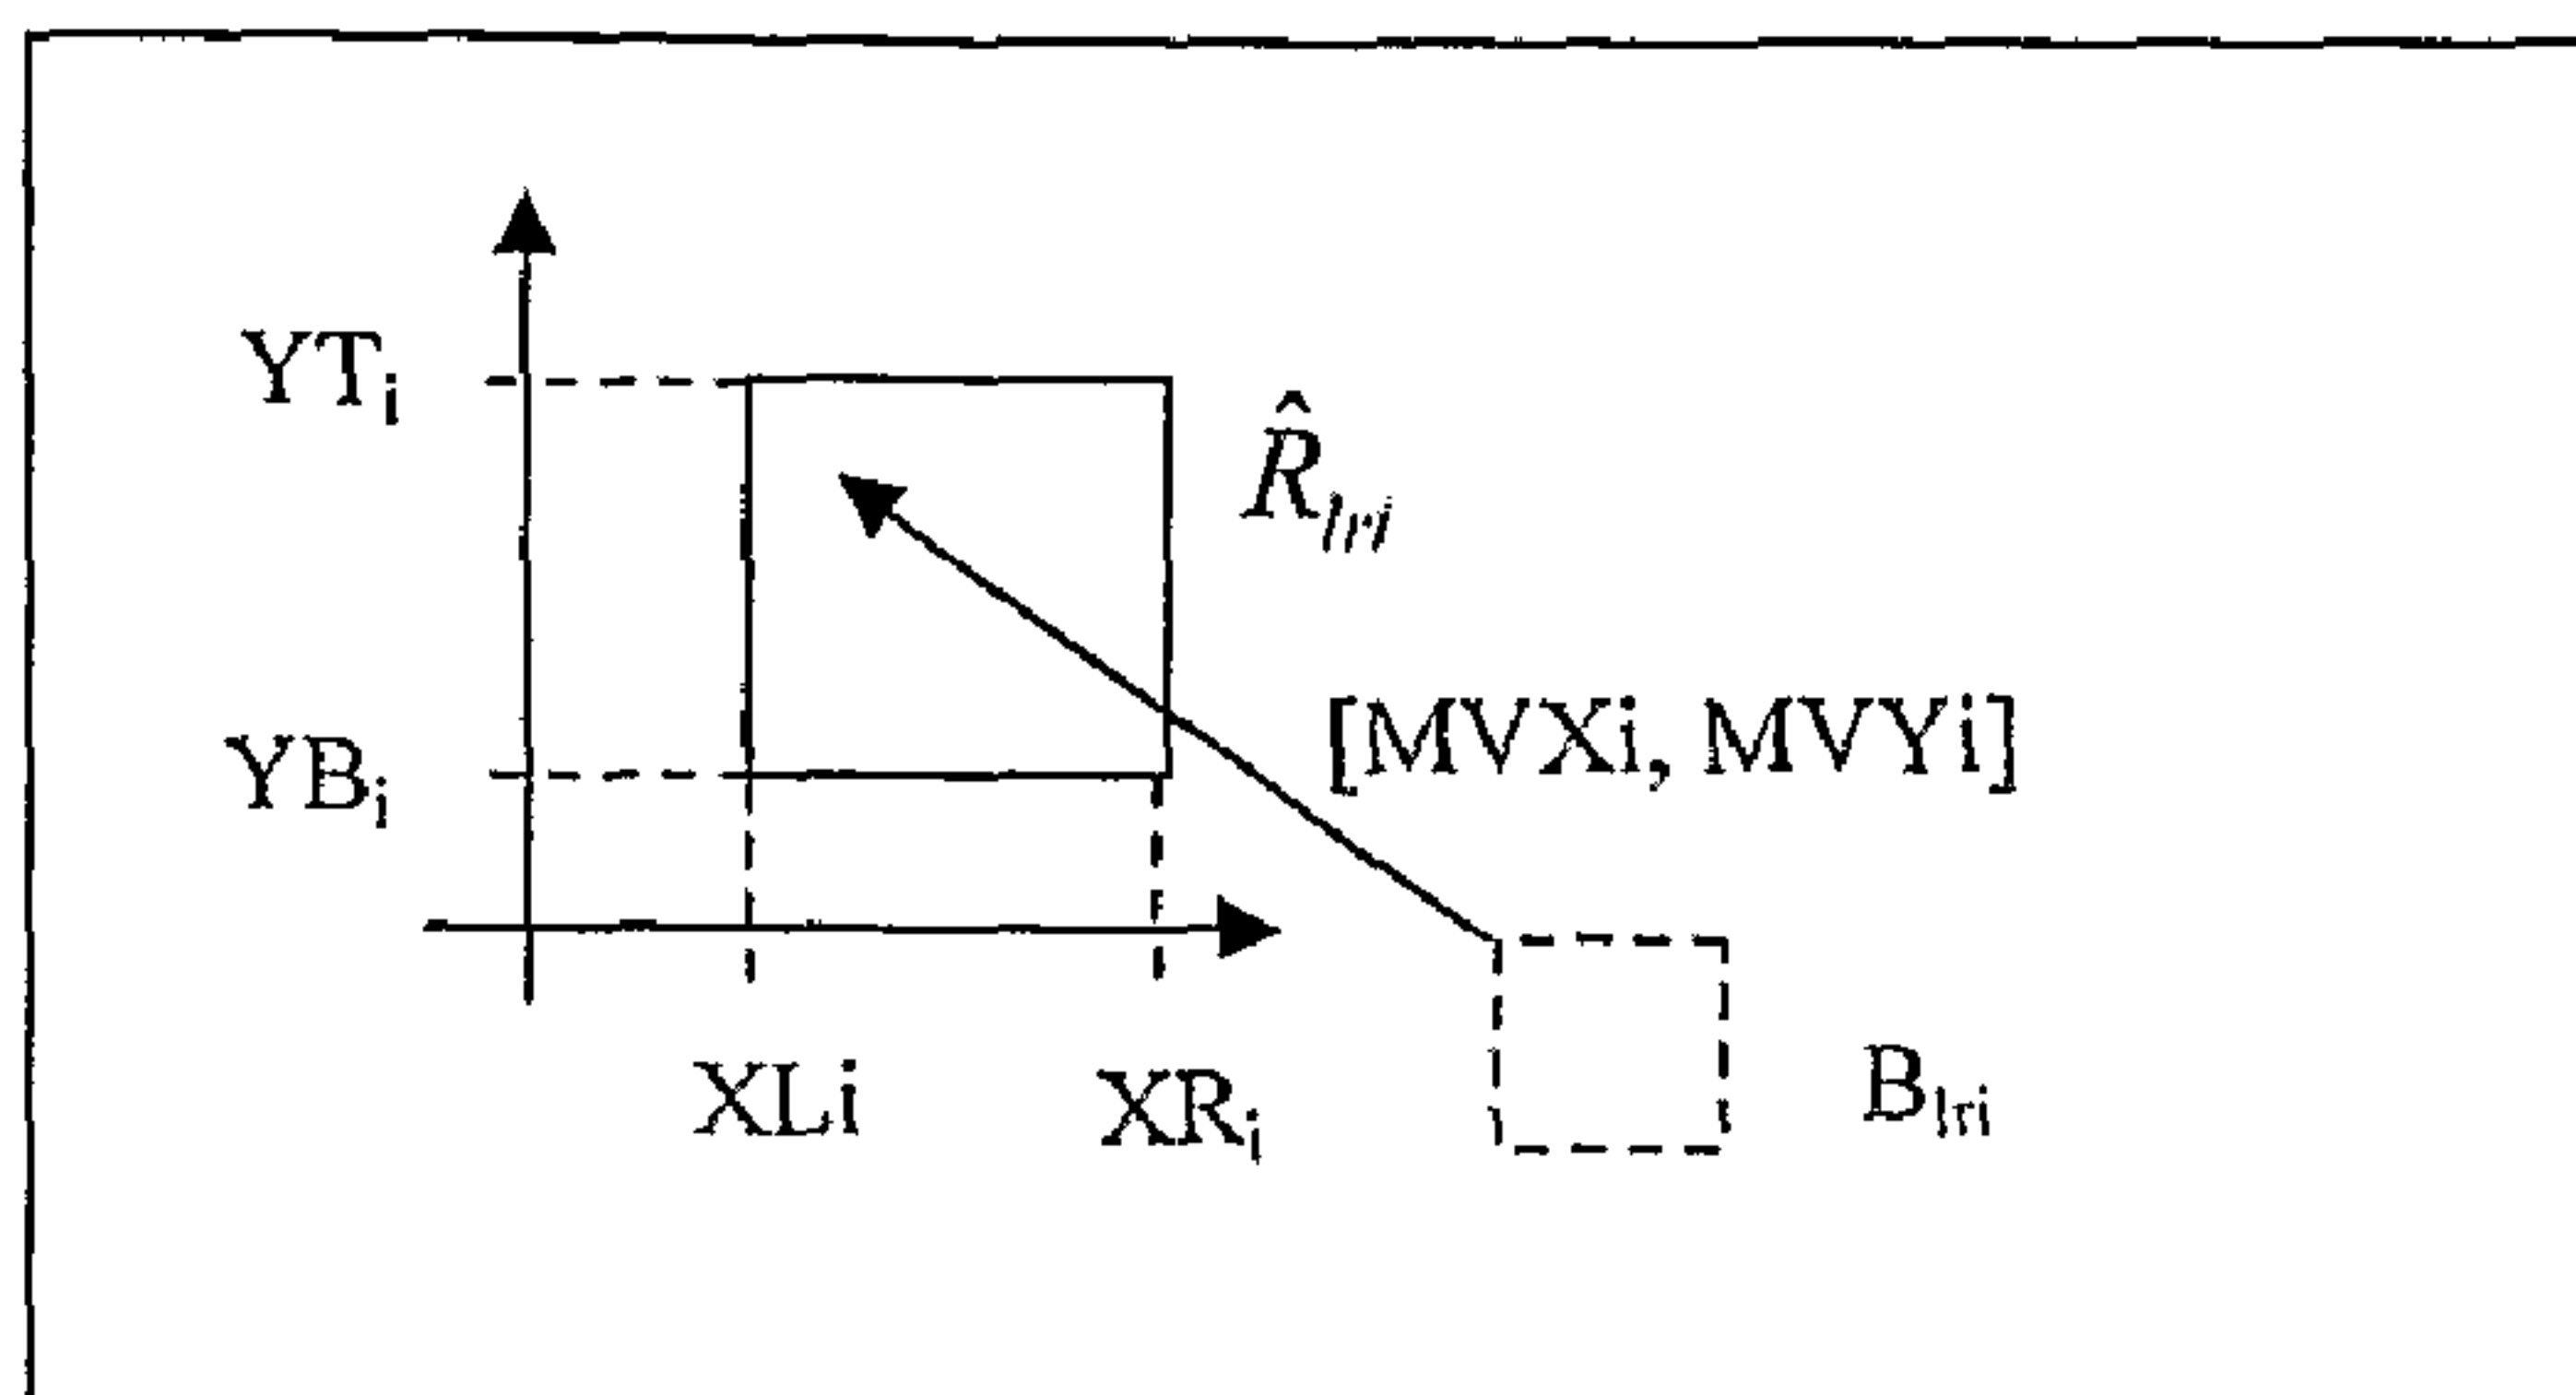 YTᵢ
R̂ₗᵣᵢ
[MVXi, MVYi]
YBᵢ
XLi
XRᵢ
Bₗᵣᵢ